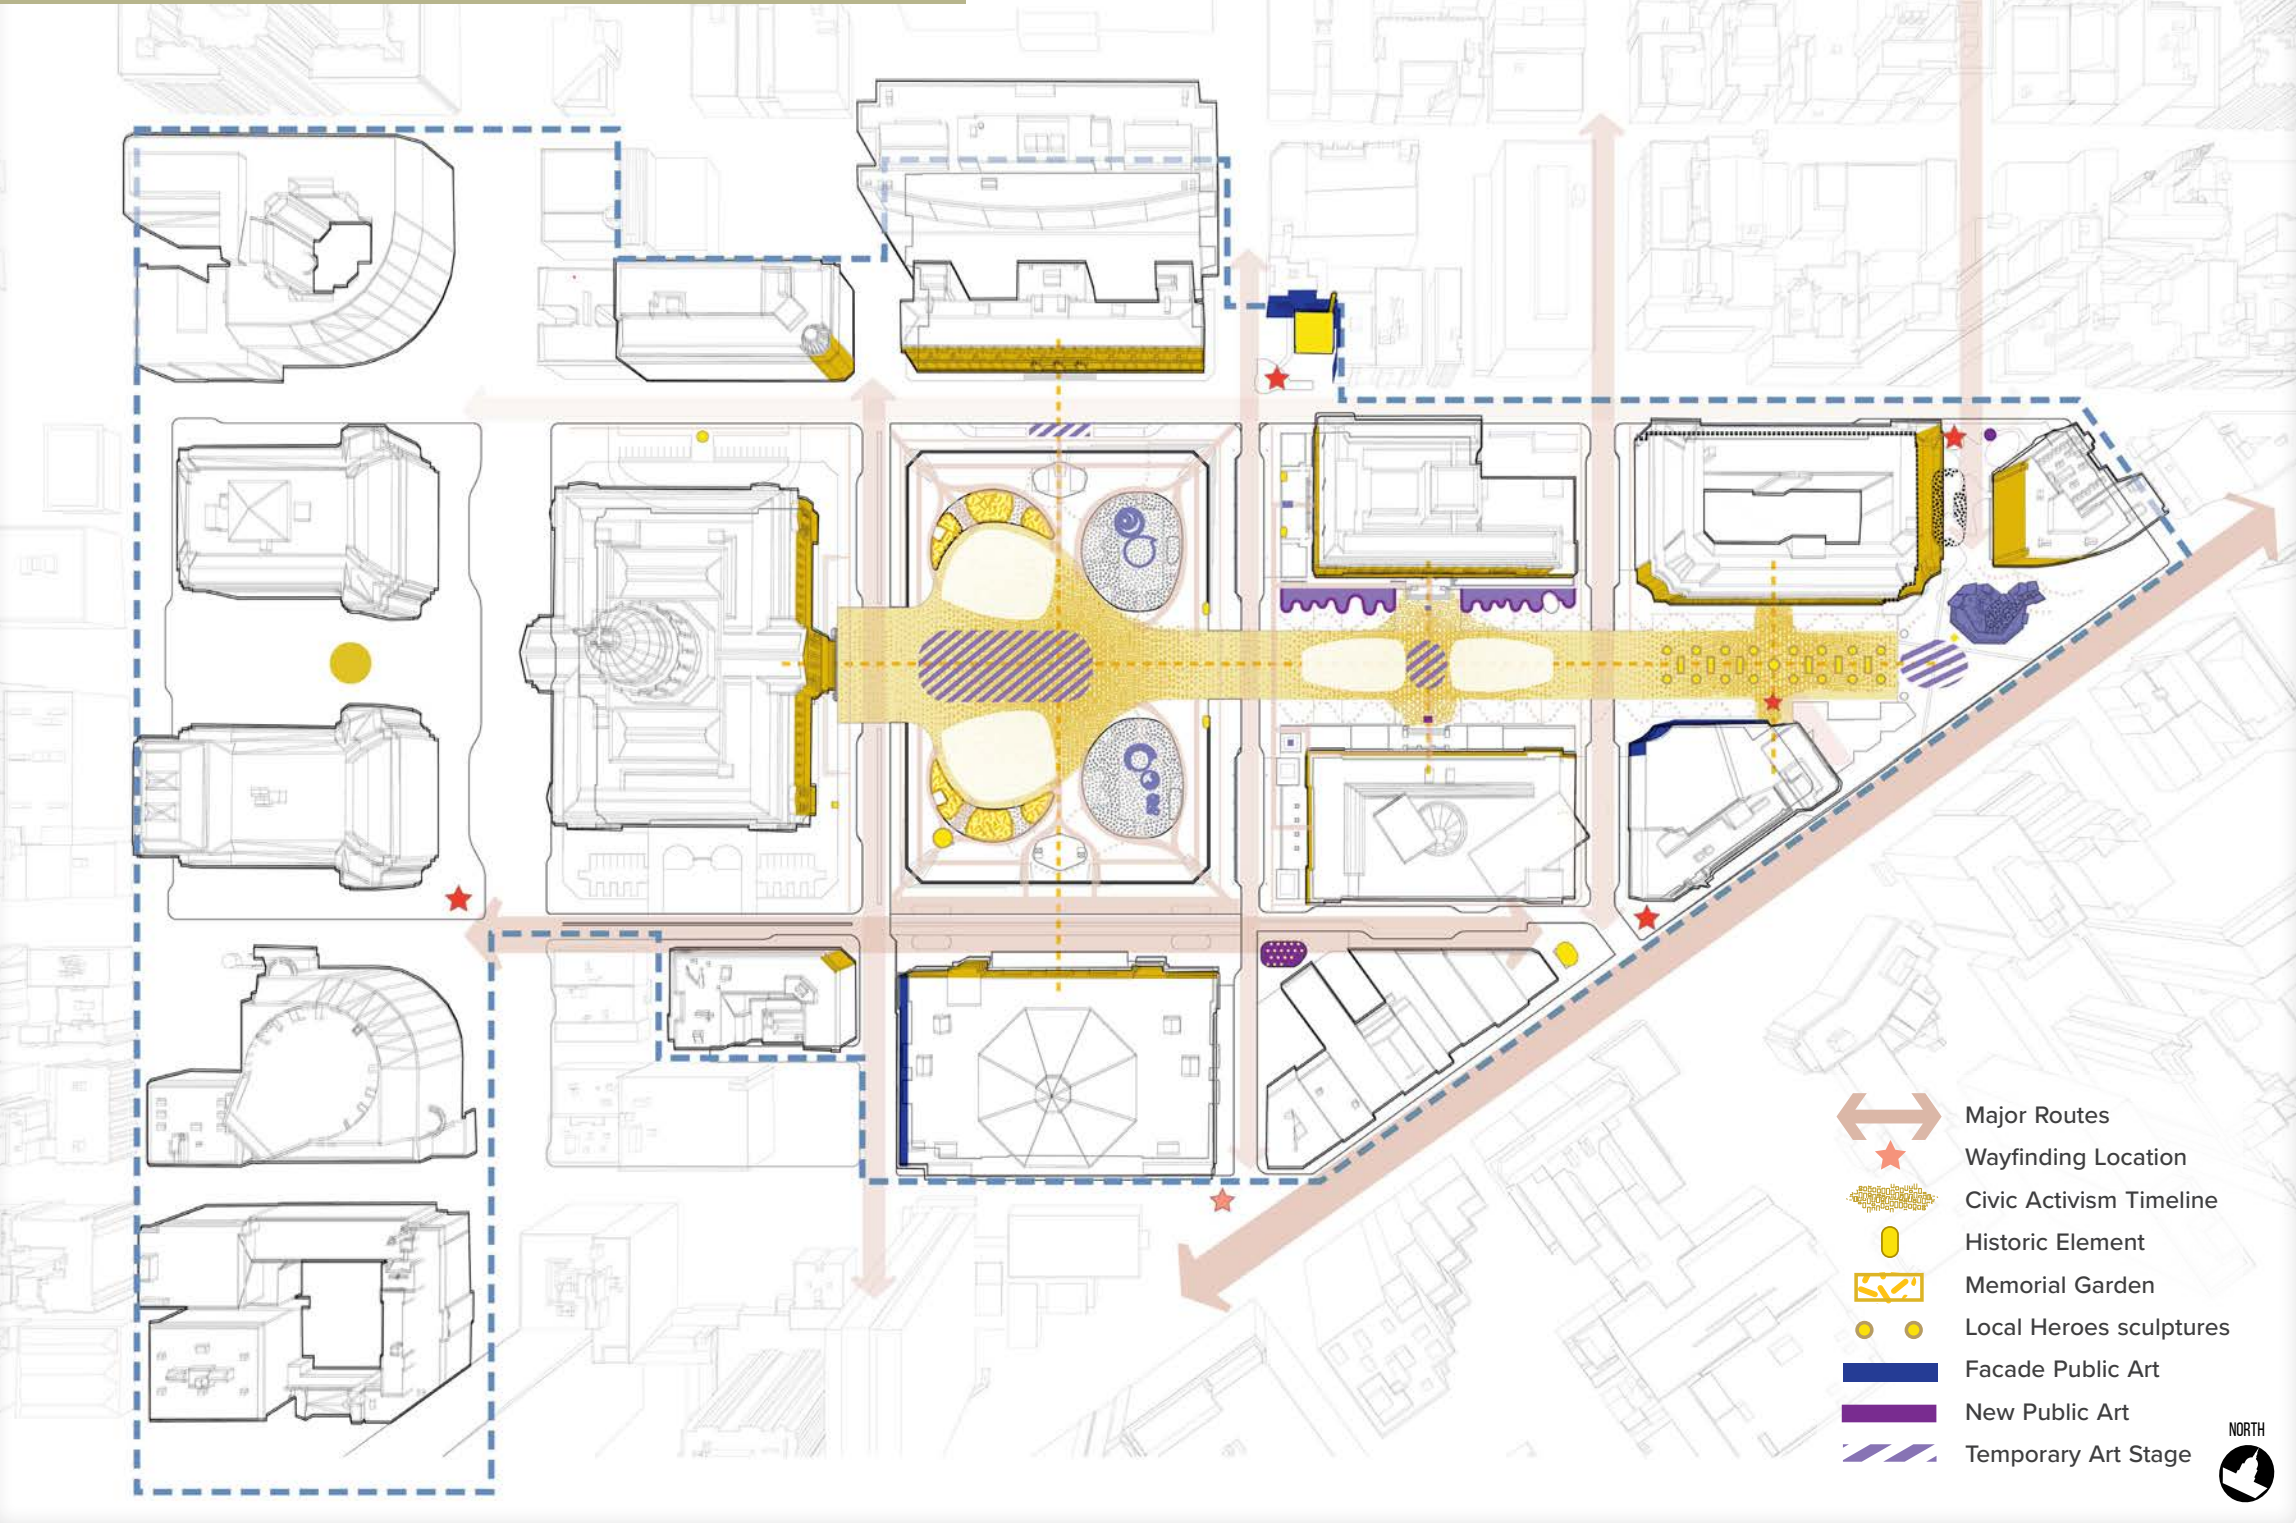 Major Routes
Wayfinding Location
Civic Activism Timeline
Historic Element
Memorial Garden
Local Heroes sculptures
Facade Public Art
New Public Art
Temporary Art Stage
NORTH